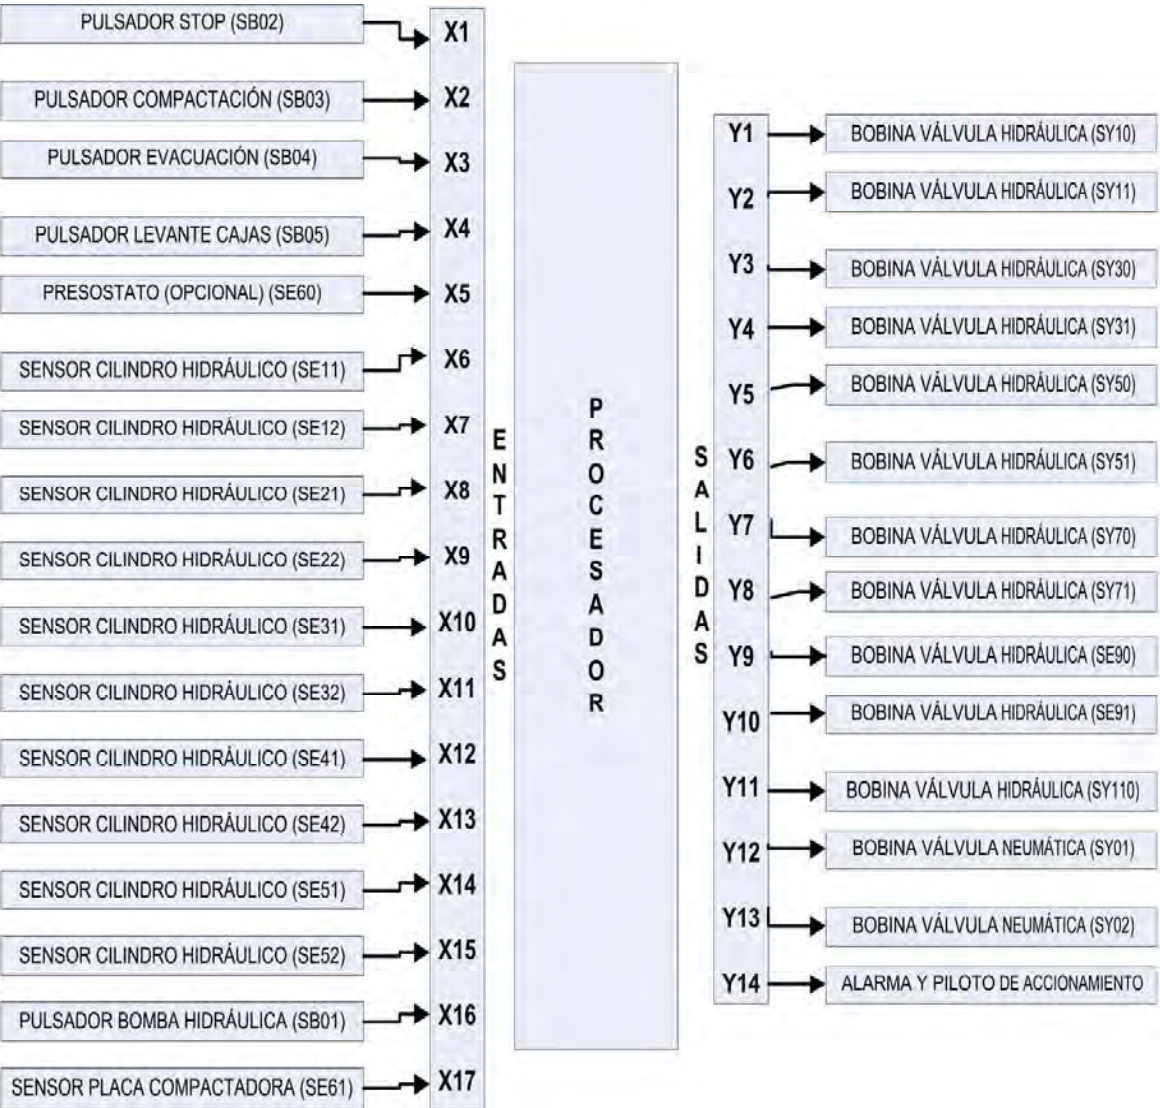 PULSADOR STOP (SB02)
X1
PULSADOR COMPACTACIÓN (SB03)
X2
PULSADOR EVACUACIÓN (SB04)
X3
PULSADOR LEVANTE CAJAS (SB05)
X4
PRESOSTATO (OPCIONAL) (SE60)
X5
SENSOR CILINDRO HIDRÁULICO (SE11)
X6
SENSOR CILINDRO HIDRÁULICO (SE12)
X7
SENSOR CILINDRO HIDRÁULICO (SE21)
X8
SENSOR CILINDRO HIDRÁULICO (SE22)
X9
SENSOR CILINDRO HIDRÁULICO (SE31)
X10
SENSOR CILINDRO HIDRÁULICO (SE32)
X11
SENSOR CILINDRO HIDRÁULICO (SE41)
X12
SENSOR CILINDRO HIDRÁULICO (SE42)
X13
SENSOR CILINDRO HIDRÁULICO (SE51)
X14
SENSOR CILINDRO HIDRÁULICO (SE52)
X15
PULSADOR BOMBA HIDRÁULICA (SB01)
X16
SENSOR PLACA COMPACTADORA (SE61)
X17
ENTRADAS
PROCESADOR
SALIDAS
Y1
BOBINA VÁLVULA HIDRÁULICA (SY10)
Y2
BOBINA VÁLVULA HIDRÁULICA (SY11)
Y3
BOBINA VÁLVULA HIDRÁULICA (SY30)
Y4
BOBINA VÁLVULA HIDRÁULICA (SY31)
Y5
BOBINA VÁLVULA HIDRÁULICA (SY50)
Y6
BOBINA VÁLVULA HIDRÁULICA (SY51)
Y7
BOBINA VÁLVULA HIDRÁULICA (SY70)
Y8
BOBINA VÁLVULA HIDRÁULICA (SY71)
Y9
BOBINA VÁLVULA HIDRÁULICA (SE90)
Y10
BOBINA VÁLVULA HIDRÁULICA (SE91)
Y11
BOBINA VÁLVULA HIDRÁULICA (SY110)
Y12
BOBINA VÁLVULA NEUMÁTICA (SY01)
Y13
BOBINA VÁLVULA NEUMÁTICA (SY02)
Y14
ALARMA Y PILOTO DE ACCIONAMIENTO